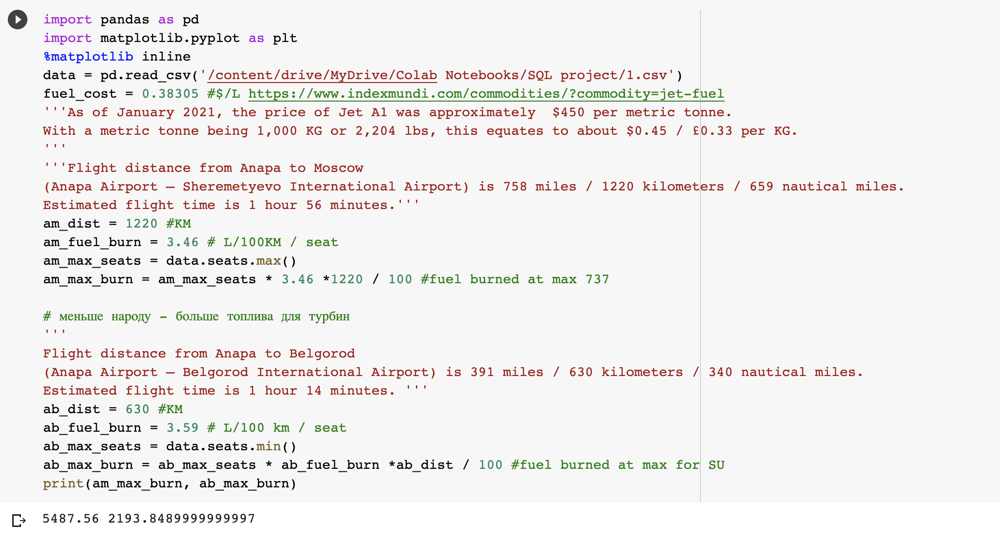 import pandas as pd
import matplotlib.pyplot as plt
%matplotlib inline
data = pd.read_csv('/content/drive/MyDrive/Colab Notebooks/SQL project/1.csv')
fuel_cost = 0.38305 #$/L https://www.indexmundi.com/commodities/?commodity=jet-fuel
'''As of January 2021, the price of Jet A1 was approximately  $450 per metric tonne.
With a metric tonne being 1,000 KG or 2,204 lbs, this equates to about $0.45 / £0.33 per KG.
'''
'''Flight distance from Anapa to Moscow
(Anapa Airport – Sheremetyevo International Airport) is 758 miles / 1220 kilometers / 659 nautical miles.
Estimated flight time is 1 hour 56 minutes.'''
am_dist = 1220 #KM
am_fuel_burn = 3.46 # L/100KM / seat
am_max_seats = data.seats.max()
am_max_burn = am_max_seats * 3.46 *1220 / 100 #fuel burned at max 737
# меньше народу - больше топлива для турбин
'''
Flight distance from Anapa to Belgorod
(Anapa Airport – Belgorod International Airport) is 391 miles / 630 kilometers / 340 nautical miles.
Estimated flight time is 1 hour 14 minutes. '''
ab_dist = 630 #KM
ab_fuel_burn = 3.59 # L/100 km / seat
ab_max_seats = data.seats.min()
ab_max_burn = ab_max_seats * ab_fuel_burn *ab_dist / 100 #fuel burned at max for SU
print(am_max_burn, ab_max_burn)
5487.56 2193.8489999999997